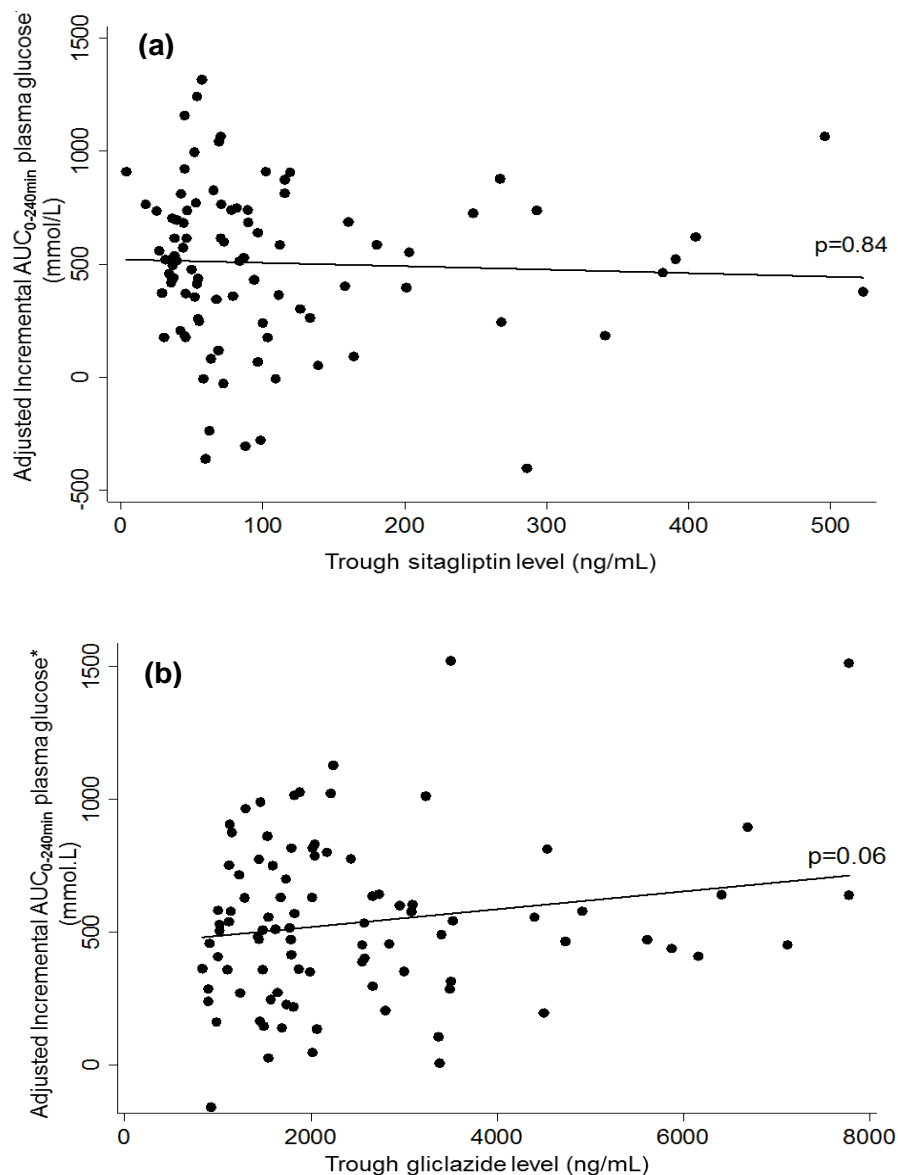 (a)
Adjusted Incremental AUC0-240min plasma glucose
(mmol/L)
1500
1000
500
0
-500
p=0.84
0 100 200 300 400 500
Trough sitagliptin level (ng/mL)
(b)
Adjusted Incremental AUC0-240min plasma glucose*
(mmol.L)
1500
1000
500
0
p=0.06
0 2000 4000 6000 8000
Trough gliclazide level (ng/mL)